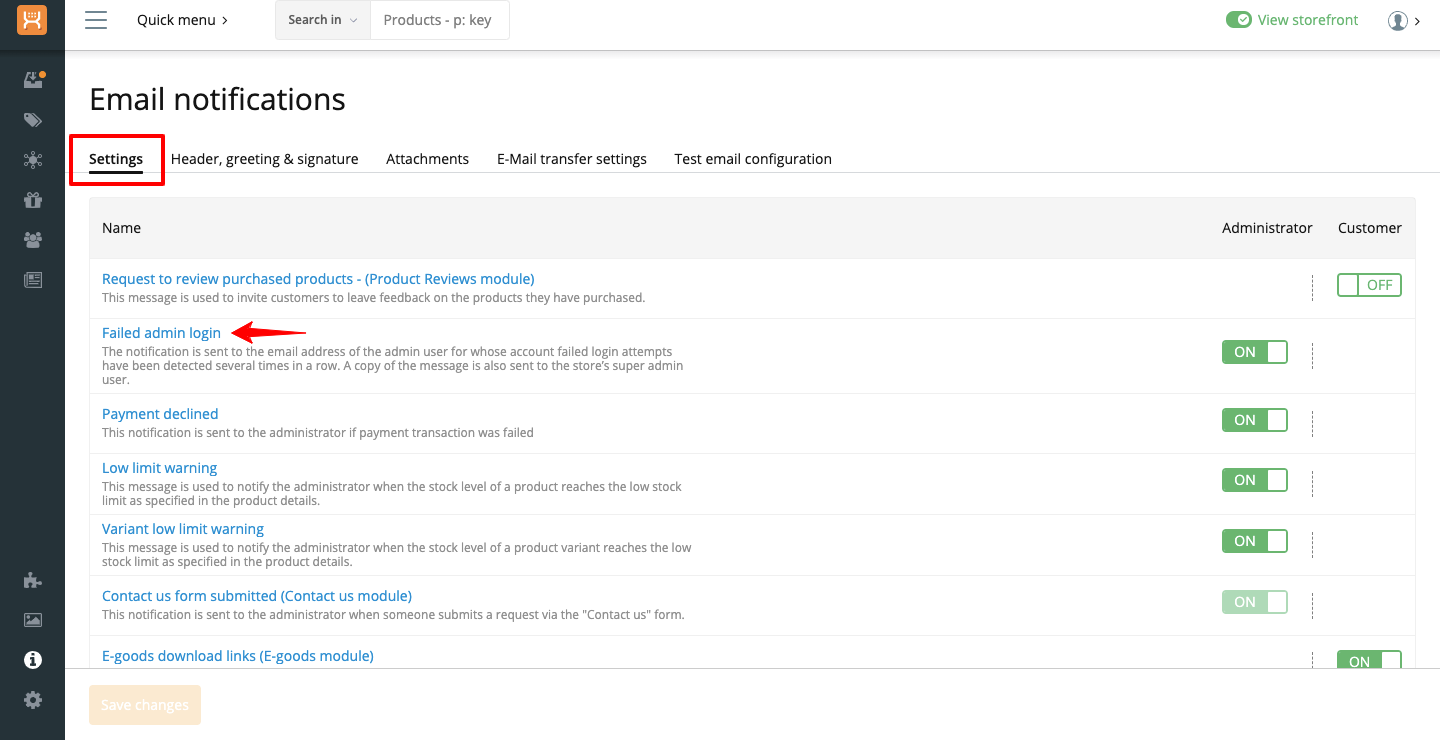 Quick menu
Search in
Products - p: key
View storefront
Email notifications
Settings
Header, greeting & signature
Attachments
E-Mail transfer settings
Test email configuration
Name
Administrator
Customer
Request to review purchased products - (Product Reviews module)
This message is used to invite customers to leave feedback on the products they have purchased.
OFF
Failed admin login
The notification is sent to the email address of the admin user for whose account failed login attempts
have been detected several times in a row. A copy of the message is also sent to the store's super admin
user.
ON
Payment declined
This notification is sent to the administrator if payment transaction was failed
ON
Low limit warning
This message is used to notify the administrator when the stock level of a product reaches the low stock
limit as specified in the product details.
ON
Variant low limit warning
This message is used to notify the administrator when the stock level of a product variant reaches the low
stock limit as specified in the product details.
ON
Contact us form submitted (Contact us module)
This notification is sent to the administrator when someone submits a request via the "Contact us" form.
ON
E-goods download links (E-goods module)
ON
Save changes